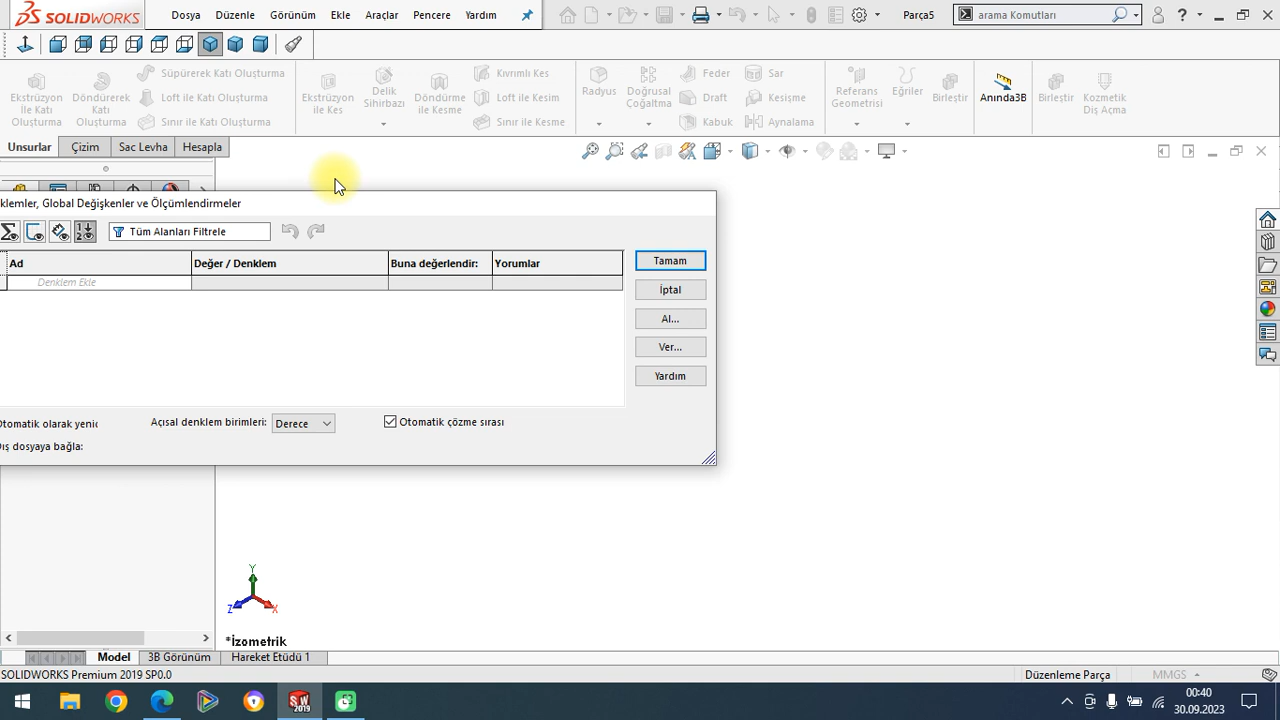 SOLIDWORKS
Dosya Düzenle Görünüm Ekle Araçlar Pencere Yardım
Parça5
arama Komutları
Ekstrüzyon İle Katı Oluşturma
Döndürerek Katı Oluşturma
Süpürerek Katı Oluşturma
Loft ile Katı Oluşturma
Sınır ile Katı Oluşturma
Ekstrüzyon ile Kes
Delik Sihirbazı
Döndürme ile Kesme
Kıvrımlı Kes
Loft ile Kesim
Sınır ile Kesme
Radyus
Doğrusal Çoğaltma
Feder
Draft
Kabuk
Sar
Kesişme
Aynalama
Referans Geometrisi
Eğriler
Birleştir
Anında3B
Birleştir
Kozmetik Diş Açma
Unsurlar Çizim Sac Levha Hesapla
klemler, Global Değişkenler ve Ölçümlendirmeler
Tüm Alanları Filtrele
Ad Değer / Denklem Buna değerlendir: Yorumlar
Denklem Ekle
Tamam
İptal
Al...
Ver...
Yardım
Otomatik olarak yeni
Açısal denklem birimleri: Derece
Otomatik çözme sırası
ış dosyaya bağla:
Y
Z
X
*İzometrik
Model 3B Görünüm Hareket Etüdü 1
SOLIDWORKS Premium 2019 SP0.0
Düzenleme Parça
MMGS
SW
2019
00:40
30.09.2023